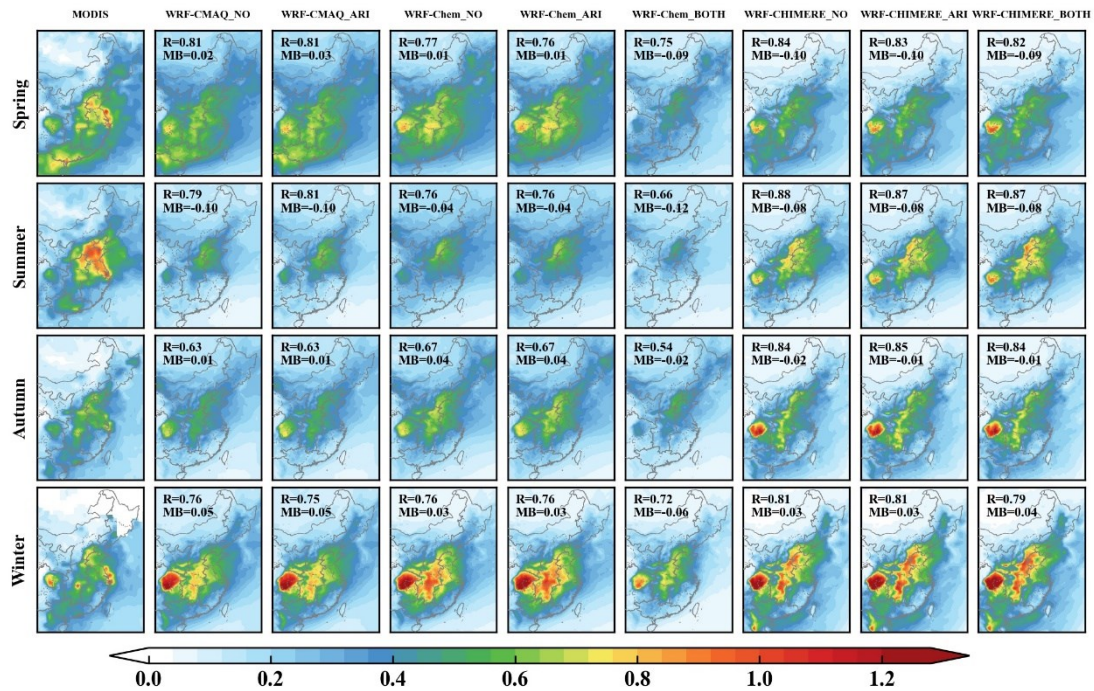 MODIS WRF-CMAQ_NO WRF-CMAQ_ARI WRF-Chem_NO WRF-Chem_ARI WRF-Chem_BOTH WRF-CHIMERE_NO WRF-CHIMERE_ARI WRF-CHIMERE_BOTH
Spring
R=0.81 R=0.81 R=0.77 R=0.76 R=0.75 R=0.84 R=0.83 R=0.82
MB=0.02 MB=0.03 MB=0.01 MB=0.01 MB=-0.09 MB=-0.10 MB=-0.10 MB=-0.09
Summer
R=0.79 R=0.81 R=0.76 R=0.76 R=0.66 R=0.88 R=0.87 R=0.87
MB=-0.10 MB=-0.10 MB=-0.04 MB=-0.04 MB=-0.12 MB=-0.08 MB=-0.08 MB=-0.08
Autumn
R=0.63 R=0.63 R=0.67 R=0.67 R=0.54 R=0.84 R=0.85 R=0.84
MB=0.01 MB=0.01 MB=0.04 MB=0.04 MB=-0.02 MB=-0.02 MB=-0.01 MB=-0.01
Winter
R=0.76 R=0.75 R=0.76 R=0.76 R=0.72 R=0.81 R=0.81 R=0.79
MB=0.05 MB=0.05 MB=0.03 MB=0.03 MB=-0.06 MB=0.03 MB=0.03 MB=0.04
0.0 0.2 0.4 0.6 0.8 1.0 1.2